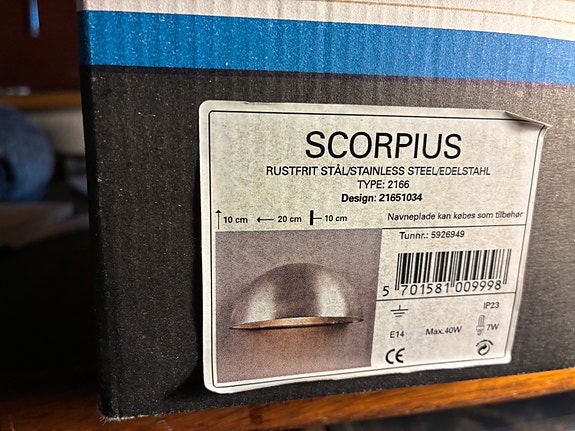 SCORPIUS
RUSTFRIT STÅL/STAINLESS STEEL/EDELSTAHL
TYPE: 2166
Design: 21651034
10 cm 20 cm 10 cm
Navneplade kan købes som tilbehør
Tunnr.: 5926949
5 701581 009998
IP23
E14 Max.40W 7W
CE